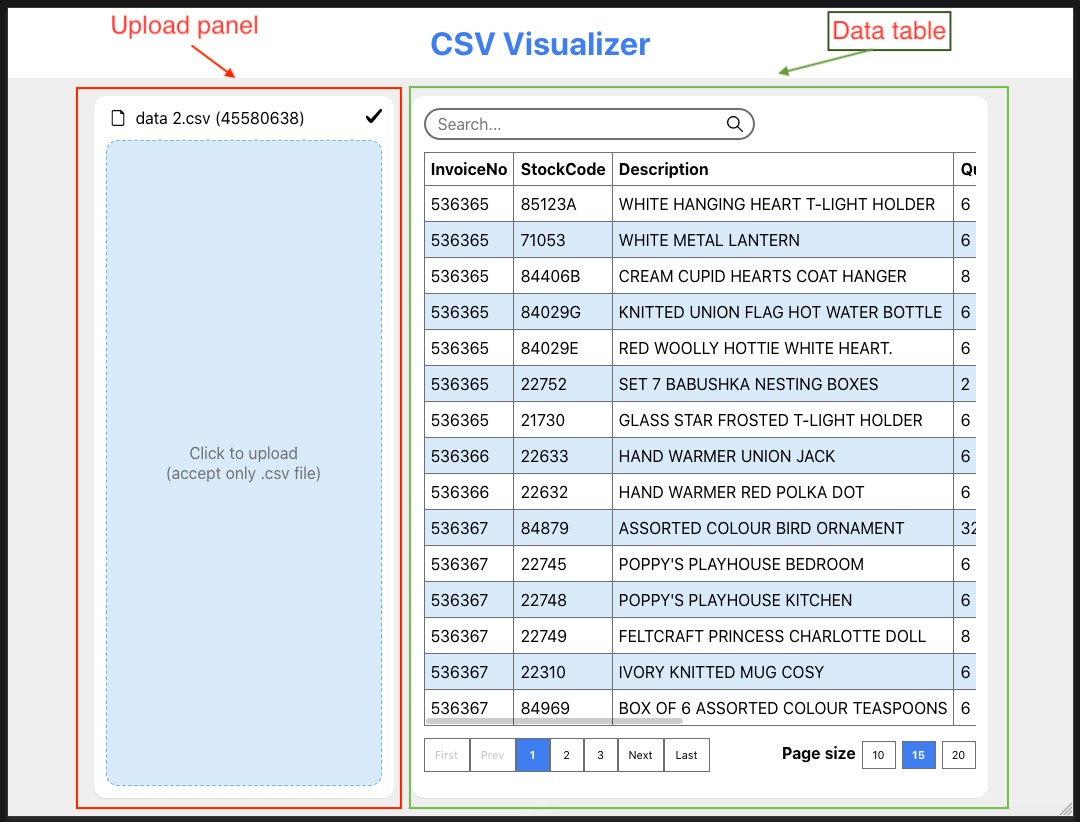 Upload panel
CSV Visualizer
Data table
data 2.csv (45580638)
Click to upload
(accept only .csv file)
Search...
InvoiceNo StockCode Description
536365 85123A WHITE HANGING HEART T-LIGHT HOLDER 6
536365 71053 WHITE METAL LANTERN 6
536365 84406B CREAM CUPID HEARTS COAT HANGER 8
536365 84029G KNITTED UNION FLAG HOT WATER BOTTLE 6
536365 84029E RED WOOLLY HOTTIE WHITE HEART. 6
536365 22752 SET 7 BABUSHKA NESTING BOXES 2
536365 21730 GLASS STAR FROSTED T-LIGHT HOLDER 6
536366 22633 HAND WARMER UNION JACK 6
536366 22632 HAND WARMER RED POLKA DOT 6
536367 84879 ASSORTED COLOUR BIRD ORNAMENT 32
536367 22745 POPPY'S PLAYHOUSE BEDROOM 6
536367 22748 POPPY'S PLAYHOUSE KITCHEN 6
536367 22749 FELTCRAFT PRINCESS CHARLOTTE DOLL 8
536367 22310 IVORY KNITTED MUG COSY 6
536367 84969 BOX OF 6 ASSORTED COLOUR TEASPOONS 6
First Prev 1 2 3 Next Last Page size 10 15 20